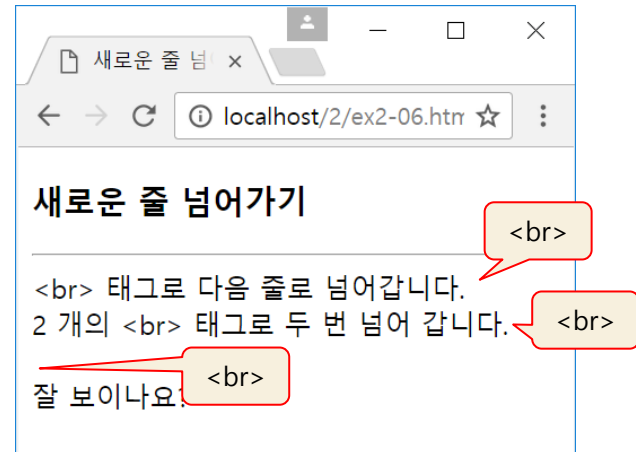 새로운 줄 넘
localhost/2/ex2-06.htm
새로운 줄 넘어가기
<br>
<br> 태그로 다음 줄로 넘어갑니다.
2 개의 <br> 태그로 두 번 넘어 갑니다.
<br>
<br>
잘 보이나요?